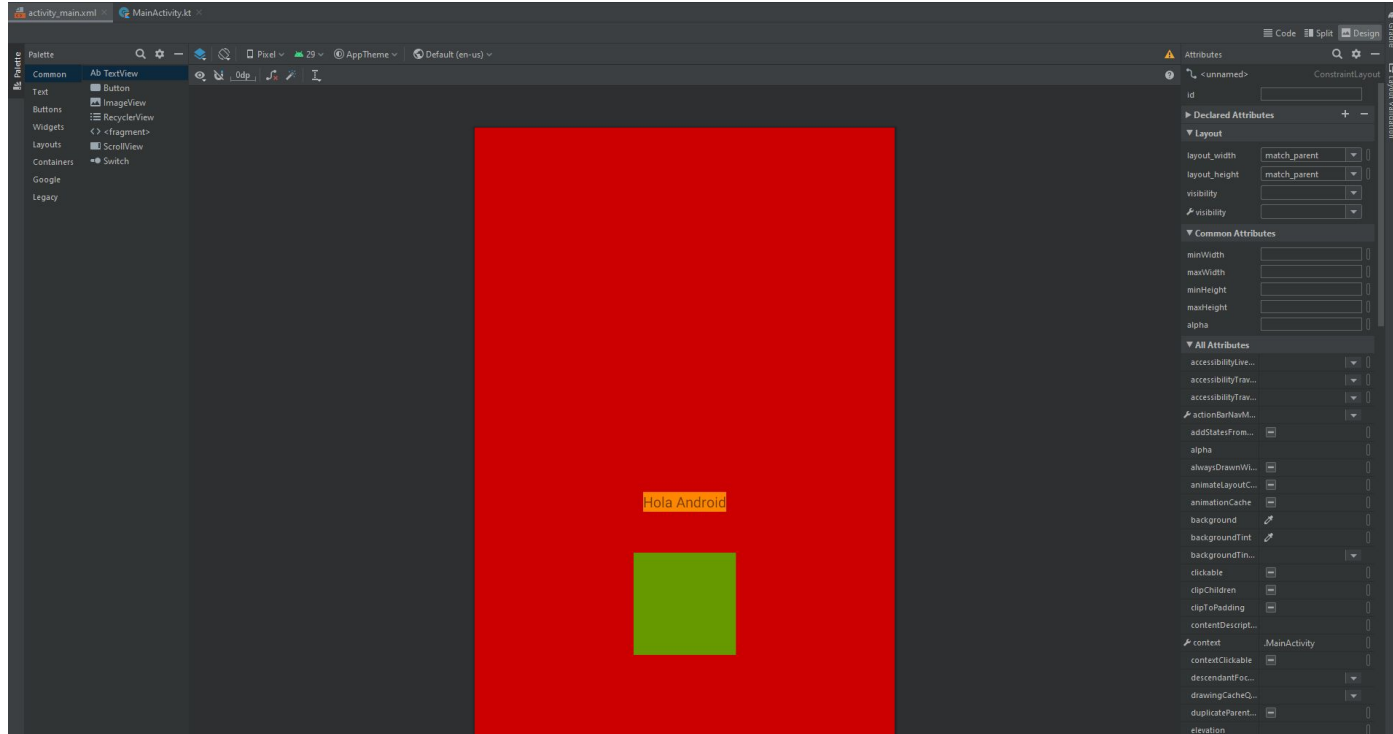 activity_main.xml MainActivity.kt
Code Split Design
Palette
Pixel 29 AppTheme Default (en-us)
Attributes
Common
Text
Buttons
Widgets
Layouts
Containers
Google
Legacy
Ab TextView
Button
ImageView
RecyclerView
<fragment>
ScrollView
Switch
0dp
Hola Android
<unnamed> ConstraintLayout
id
Declared Attributes
Layout
layout_width match_parent
layout_height match_parent
visibility
visibility
Common Attributes
minWidth
maxWidth
minHeight
maxHeight
alpha
All Attributes
accessibilityLive...
accessibilityTrav...
accessibilityTrav...
actionBarNavM...
addStatesFrom...
alpha
alwaysDrawnWi...
animateLayoutC...
animationCache
background
backgroundTint
backgroundTin...
clickable
clipChildren
clipToPadding
contentDescript...
context .MainActivity
contextClickable
descendantFoc...
drawingCacheQ...
duplicateParent...
elevation
Palette
Gradle
Layout Validation